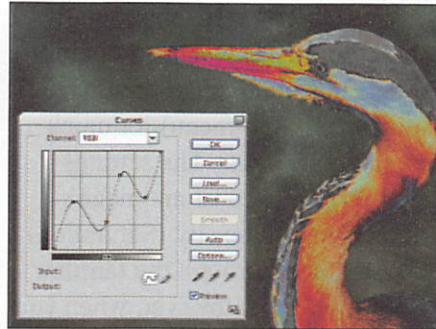 Curves
Channel: RGB
OK
Cancel
Load...
Save...
Smooth
Auto
Options...
Input:
Output:
Preview